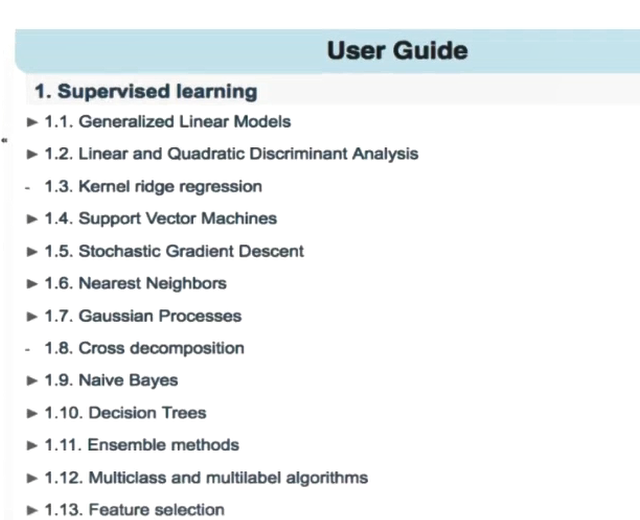 User Guide
1. Supervised learning
► 1.1. Generalized Linear Models
► 1.2. Linear and Quadratic Discriminant Analysis
- 1.3. Kernel ridge regression
► 1.4. Support Vector Machines
► 1.5. Stochastic Gradient Descent
► 1.6. Nearest Neighbors
► 1.7. Gaussian Processes
- 1.8. Cross decomposition
► 1.9. Naive Bayes
► 1.10. Decision Trees
► 1.11. Ensemble methods
► 1.12. Multiclass and multilabel algorithms
► 1.13. Feature selection